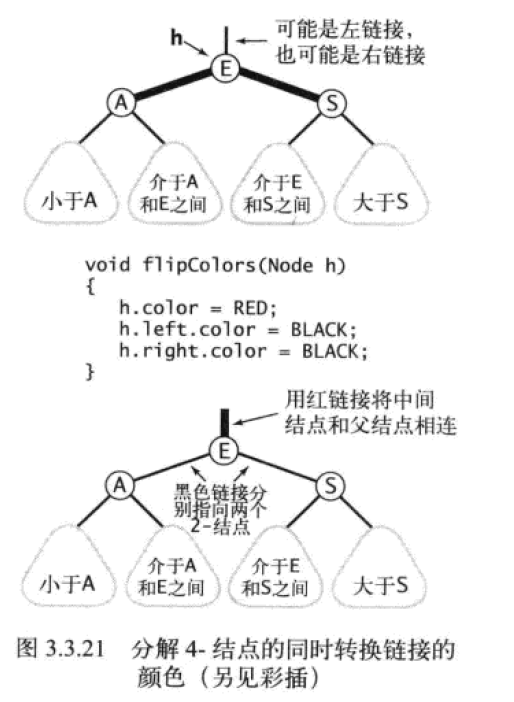 h
可能是左链接，
也可能是右链接
E
A
S
小于A
介于A
和E之间
介于E
和S之间
大于S
void flipColors(Node h)
{
h.color = RED;
h.left.color = BLACK;
h.right.color = BLACK;
}
用红链接将中间
结点和父结点相连
E
A
S
黑色链接分
别指向两个
2-结点
小于A
介于A
和E之间
介于E
和S之间
大于S
图 3.3.21 分解 4- 结点的同时转换链接的
颜色（另见彩插）